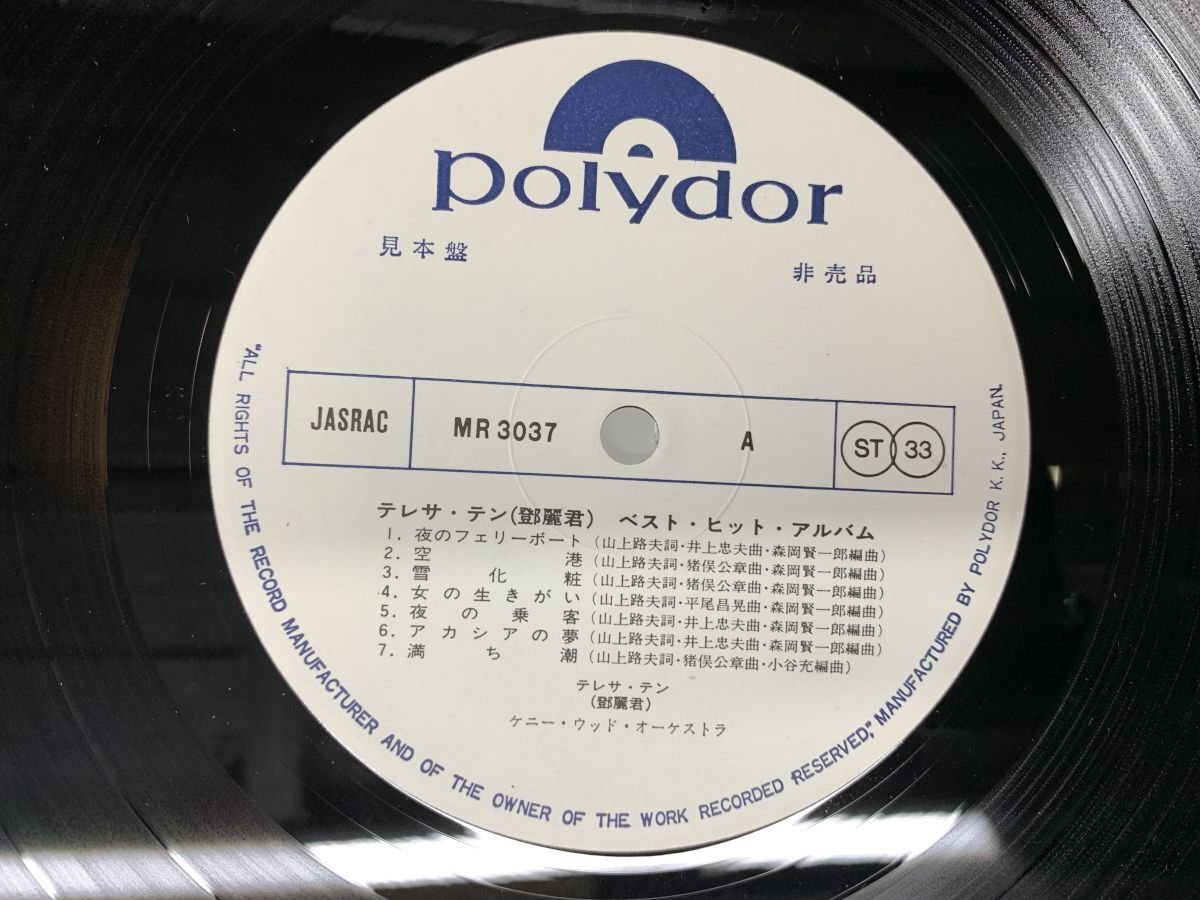 polydor
見本盤
非売品
JASRAC MR 3037 A ST 33
テレサ・テン(鄧麗君) ベスト・ヒット・アルバム
1. 夜のフェリーボート (山上路夫詞・井上忠夫曲・森岡賢一郎編曲)
2. 空港 (山上路夫詞・猪俣公章曲・森岡賢一郎編曲)
3. 雪化粧 (山上路夫詞・猪俣公章曲・森岡賢一郎編曲)
4. 女の生きがい (山上路夫詞・平尾昌晃曲・森岡賢一郎編曲)
5. 夜の乗客 (山上路夫詞・井上忠夫曲・森岡賢一郎編曲)
6. アカシアの夢 (山上路夫詞・井上忠夫曲・森岡賢一郎編曲)
7. 満ち潮 (山上路夫詞・猪俣公章曲・小谷充編曲)
テレサ・テン
(鄧麗君)
ケニー・ウッド・オーケストラ
"ALL RIGHTS OF THE RECORD MANUFACTURER AND OF THE OWNER OF THE WORK RECORDED RESERVED," MANUFACTURED BY POLYDOR K.K., JAPAN.